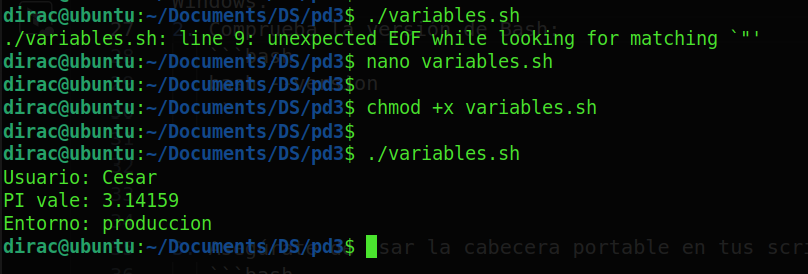 dirac@ubuntu:~/Documents/DS/pd3$ ./variables.sh
./variables.sh: line 9: unexpected EOF while looking for matching `"'
dirac@ubuntu:~/Documents/DS/pd3$ nano variables.sh
dirac@ubuntu:~/Documents/DS/pd3$
dirac@ubuntu:~/Documents/DS/pd3$ chmod +x variables.sh
dirac@ubuntu:~/Documents/DS/pd3$
dirac@ubuntu:~/Documents/DS/pd3$ ./variables.sh
Usuario: Cesar
PI vale: 3.14159
Entorno: produccion
dirac@ubuntu:~/Documents/DS/pd3$ sar la cabecera portable en tus scri
```bash